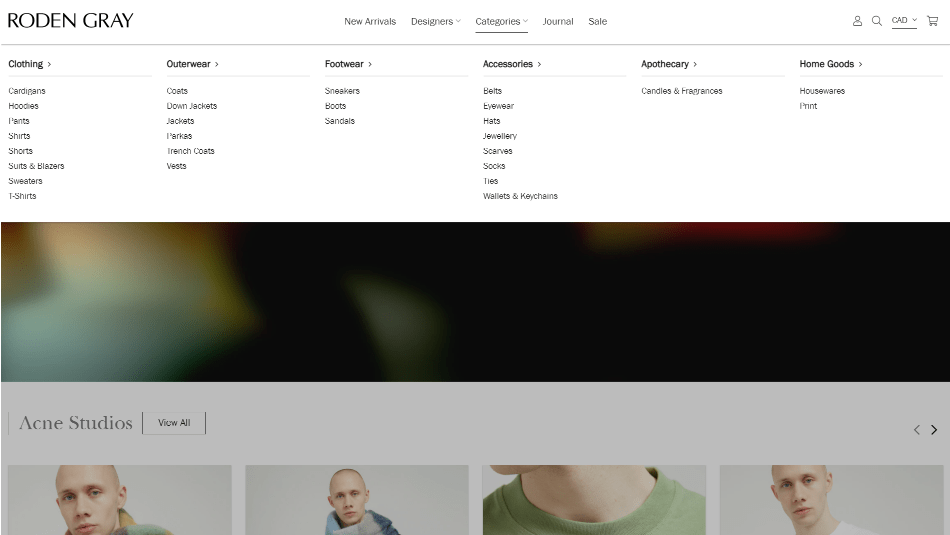 RODEN GRAY
New Arrivals
Designers
Categories
Journal
Sale
CAD
Clothing
Cardigans
Hoodies
Pants
Shirts
Shorts
Suits & Blazers
Sweaters
T-Shirts
Outerwear
Coats
Down Jackets
Jackets
Parkas
Trench Coats
Vests
Footwear
Sneakers
Boots
Sandals
Accessories
Belts
Eyewear
Hats
Jewellery
Scarves
Socks
Ties
Wallets & Keychains
Apothecary
Candles & Fragrances
Home Goods
Housewares
Print
Acne Studios
View All